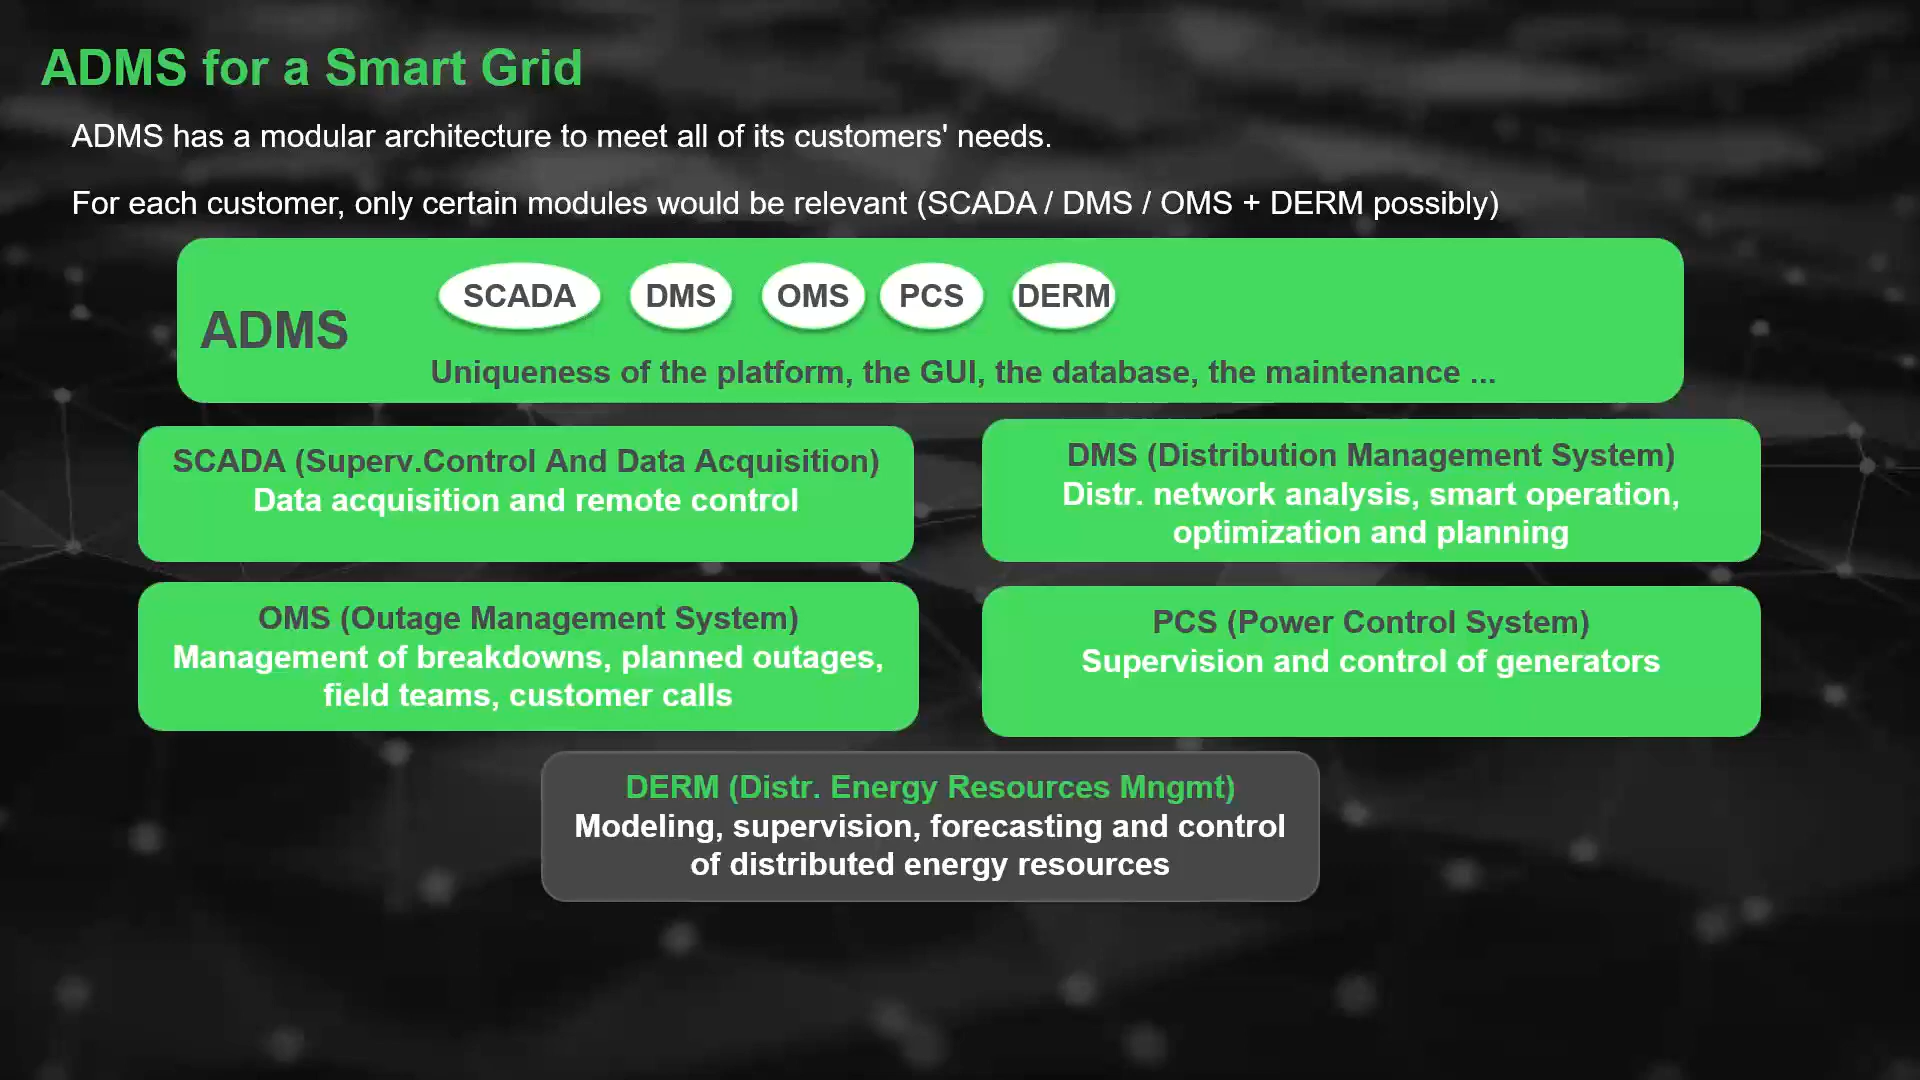 ADMS for a Smart Grid
ADMS has a modular architecture to meet all of its customers' needs.
For each customer, only certain modules would be relevant (SCADA / DMS / OMS + DERM possibly)
ADMS
SCADA DMS OMS PCS DERM
Uniqueness of the platform, the GUI, the database, the maintenance ...
SCADA (Superv.Control And Data Acquisition)
Data acquisition and remote control
DMS (Distribution Management System)
Distr. network analysis, smart operation,
optimization and planning
OMS (Outage Management System)
Management of breakdowns, planned outages,
field teams, customer calls
PCS (Power Control System)
Supervision and control of generators
DERM (Distr. Energy Resources Mngmt)
Modeling, supervision, forecasting and control
of distributed energy resources